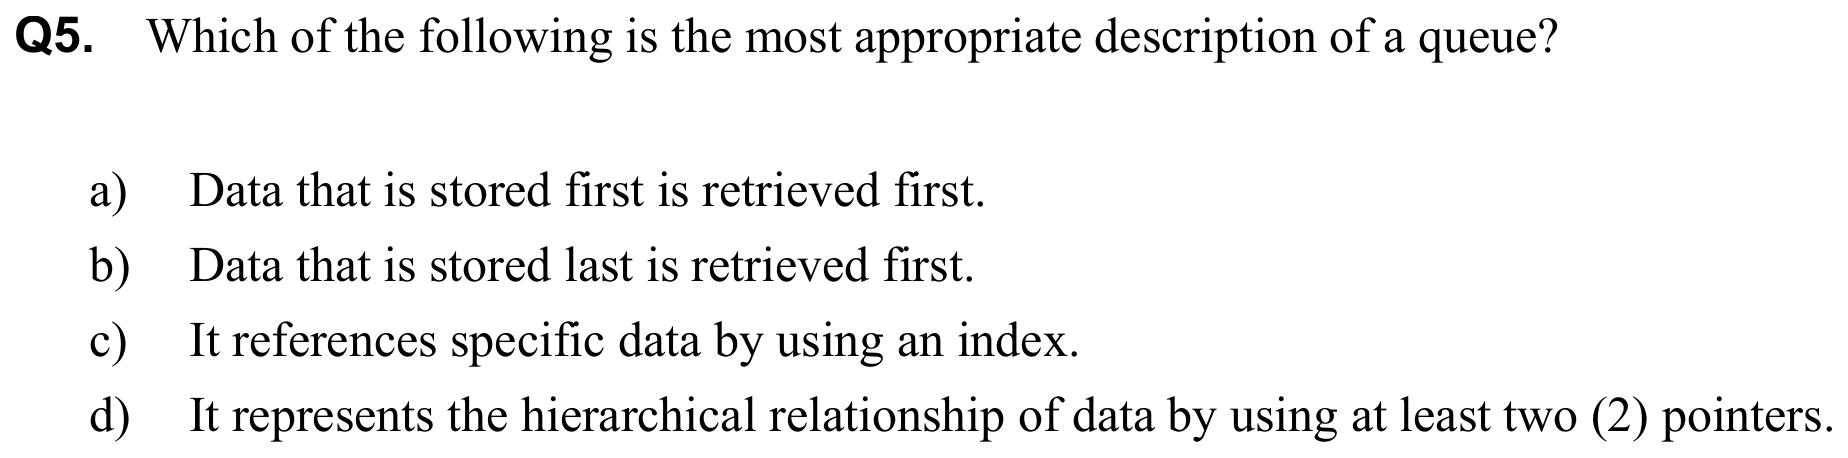 Q5. Which of the following is the most appropriate description of a queue?
a) Data that is stored first is retrieved first.
b) Data that is stored last is retrieved first.
c) It references specific data by using an index.
d) It represents the hierarchical relationship of data by using at least two (2) pointers.